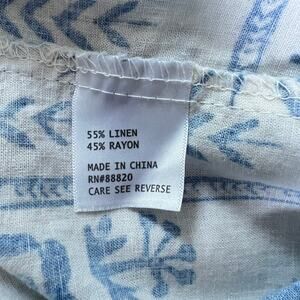 55% LINEN
45% RAYON
MADE IN CHINA
RN#88820
CARE SEE REVERSE